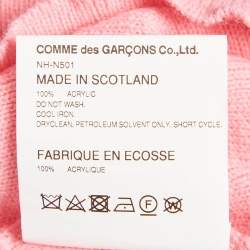 COMME des GARÇONS Co.,Ltd.
NH-N501
MADE IN SCOTLAND
100% ACRYLIC
DO NOT WASH.
COOL IRON.
DRYCLEAN, PETROLEUM SOLVENT ONLY, SHORT CYCLE.
FABRIQUE EN ECOSSE
100% ACRYLIQUE